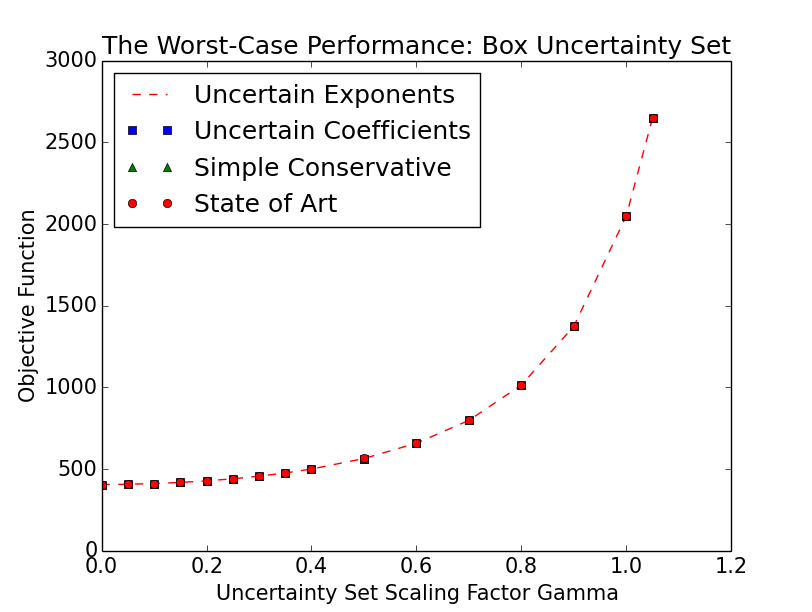 The Worst-Case Performance: Box Uncertainty Set
3000
2500
2000
1500
1000
500
0
Objective Function
Uncertain Exponents
Uncertain Coefficients
Simple Conservative
State of Art
0.0 0.2 0.4 0.6 0.8 1.0 1.2
Uncertainty Set Scaling Factor Gamma